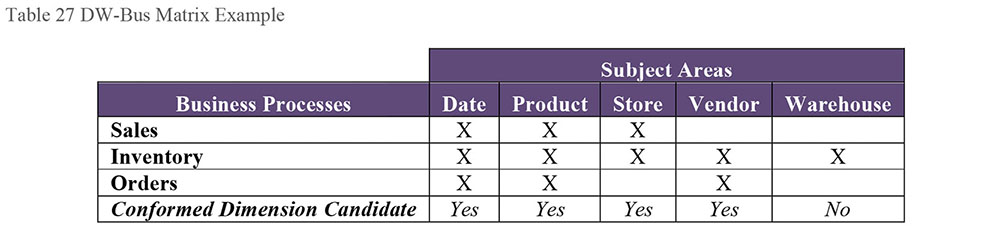 Table 27 DW-Bus Matrix Example
Subject Areas
Business Processes Date Product Store Vendor Warehouse
Sales X X X
Inventory X X X X X
Orders X X X
Conformed Dimension Candidate Yes Yes Yes Yes No